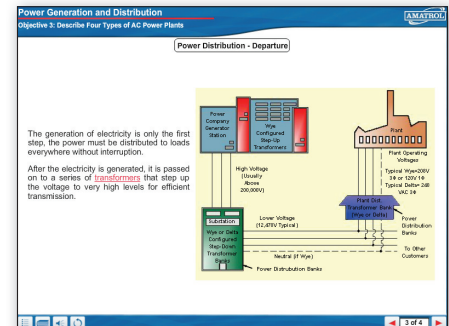 Power Generation and Distribution
AMATROL
Objective 3: Describe Four Types of AC Power Plants
Power Distribution - Departure
The generation of electricity is only the first
step, the power must be distributed to loads
everywhere without interruption.
After the electricity is generated, it is passed
on to a series of transformers that step up
the voltage to very high levels for efficient
transmission.
Power
Company
Generator
Station
Wye
Configured
Step-Up
Transformers
High Voltage
(Usually
Above
200,000V)
Substation
Wye or Delta
Configured
Step-Down
Transformer
Banks
Lower Voltage
(12,470V Typical)
Neutral (if Wye)
Power Distrubution Banks
Plant
Plant Operating
Voltages
Typical Wye=208V
3Φ or 120V 1Φ
Typical Delta= 240
VAC 3Φ
Plant Dist.
Transformer Bank
(Wye or Delta)
Power
Distribution
Banks
To Other
Customers
3 of 4